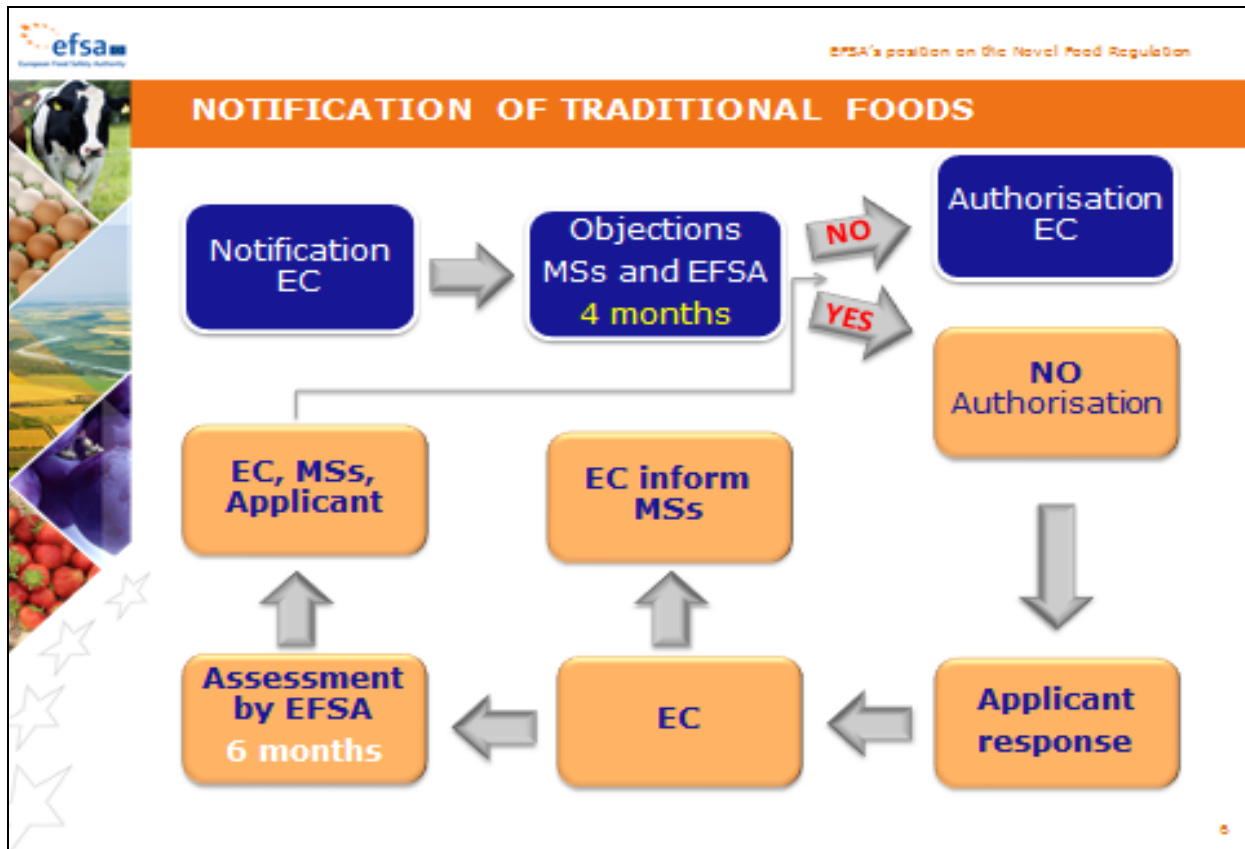 efsa
European Food Safety Authority
EFSA's position on the Novel Food Regulation
NOTIFICATION OF TRADITIONAL FOODS
Notification
EC
Objections
MSs and EFSA
4 months
NO
YES
Authorisation
EC
NO
Authorisation
EC, MSs,
Applicant
EC inform
MSs
Assessment
by EFSA
6 months
EC
Applicant
response